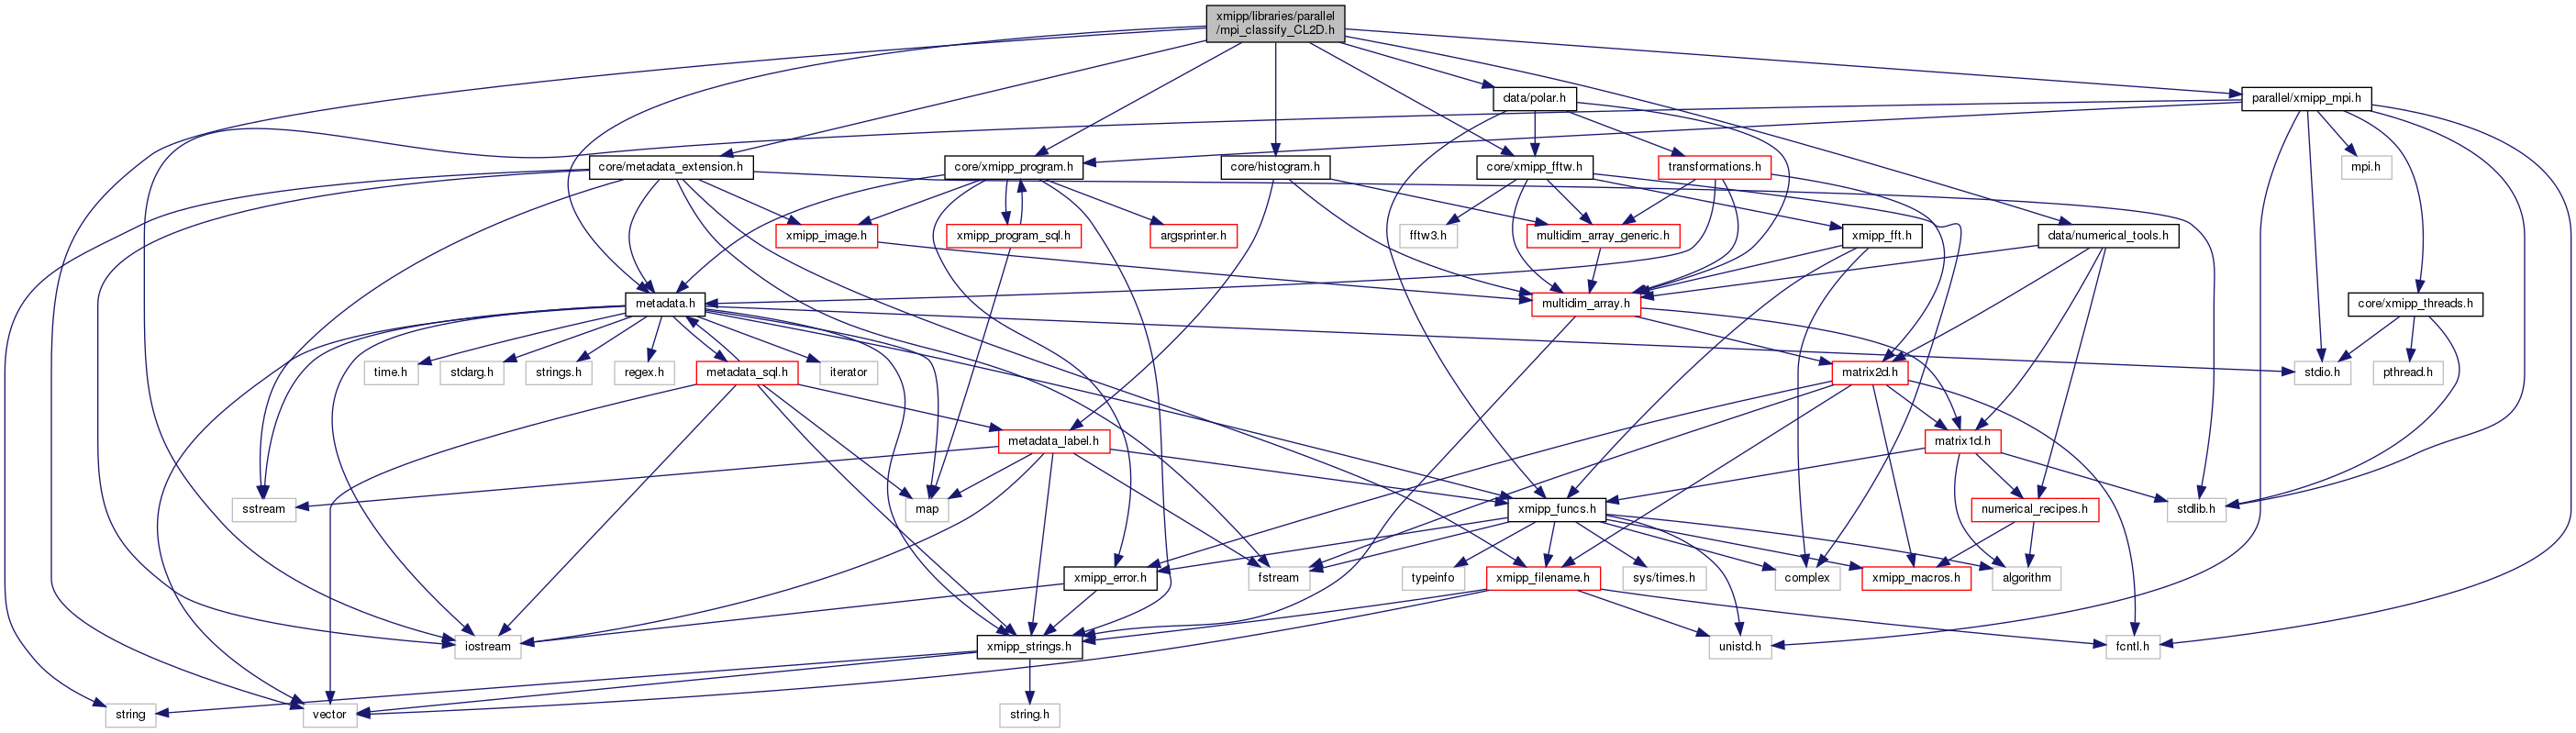 xmipp/libraries/parallel
/mpi_classify_CL2D.h
data/polar.h
parallel/xmipp_mpi.h
core/metadata_extension.h
core/xmipp_program.h
core/histogram.h
core/xmipp_fftw.h
transformations.h
mpi.h
xmipp_image.h
xmipp_program_sql.h
argsprinter.h
fftw3.h
multidim_array_generic.h
xmipp_fft.h
data/numerical_tools.h
metadata.h
multidim_array.h
core/xmipp_threads.h
time.h
stdarg.h
strings.h
regex.h
metadata_sql.h
iterator
matrix2d.h
stdio.h
pthread.h
metadata_label.h
matrix1d.h
sstream
map
xmipp_funcs.h
numerical_recipes.h
stdlib.h
xmipp_error.h
fstream
typeinfo
xmipp_filename.h
sys/times.h
complex
xmipp_macros.h
algorithm
iostream
xmipp_strings.h
unistd.h
fcntl.h
string
vector
string.h